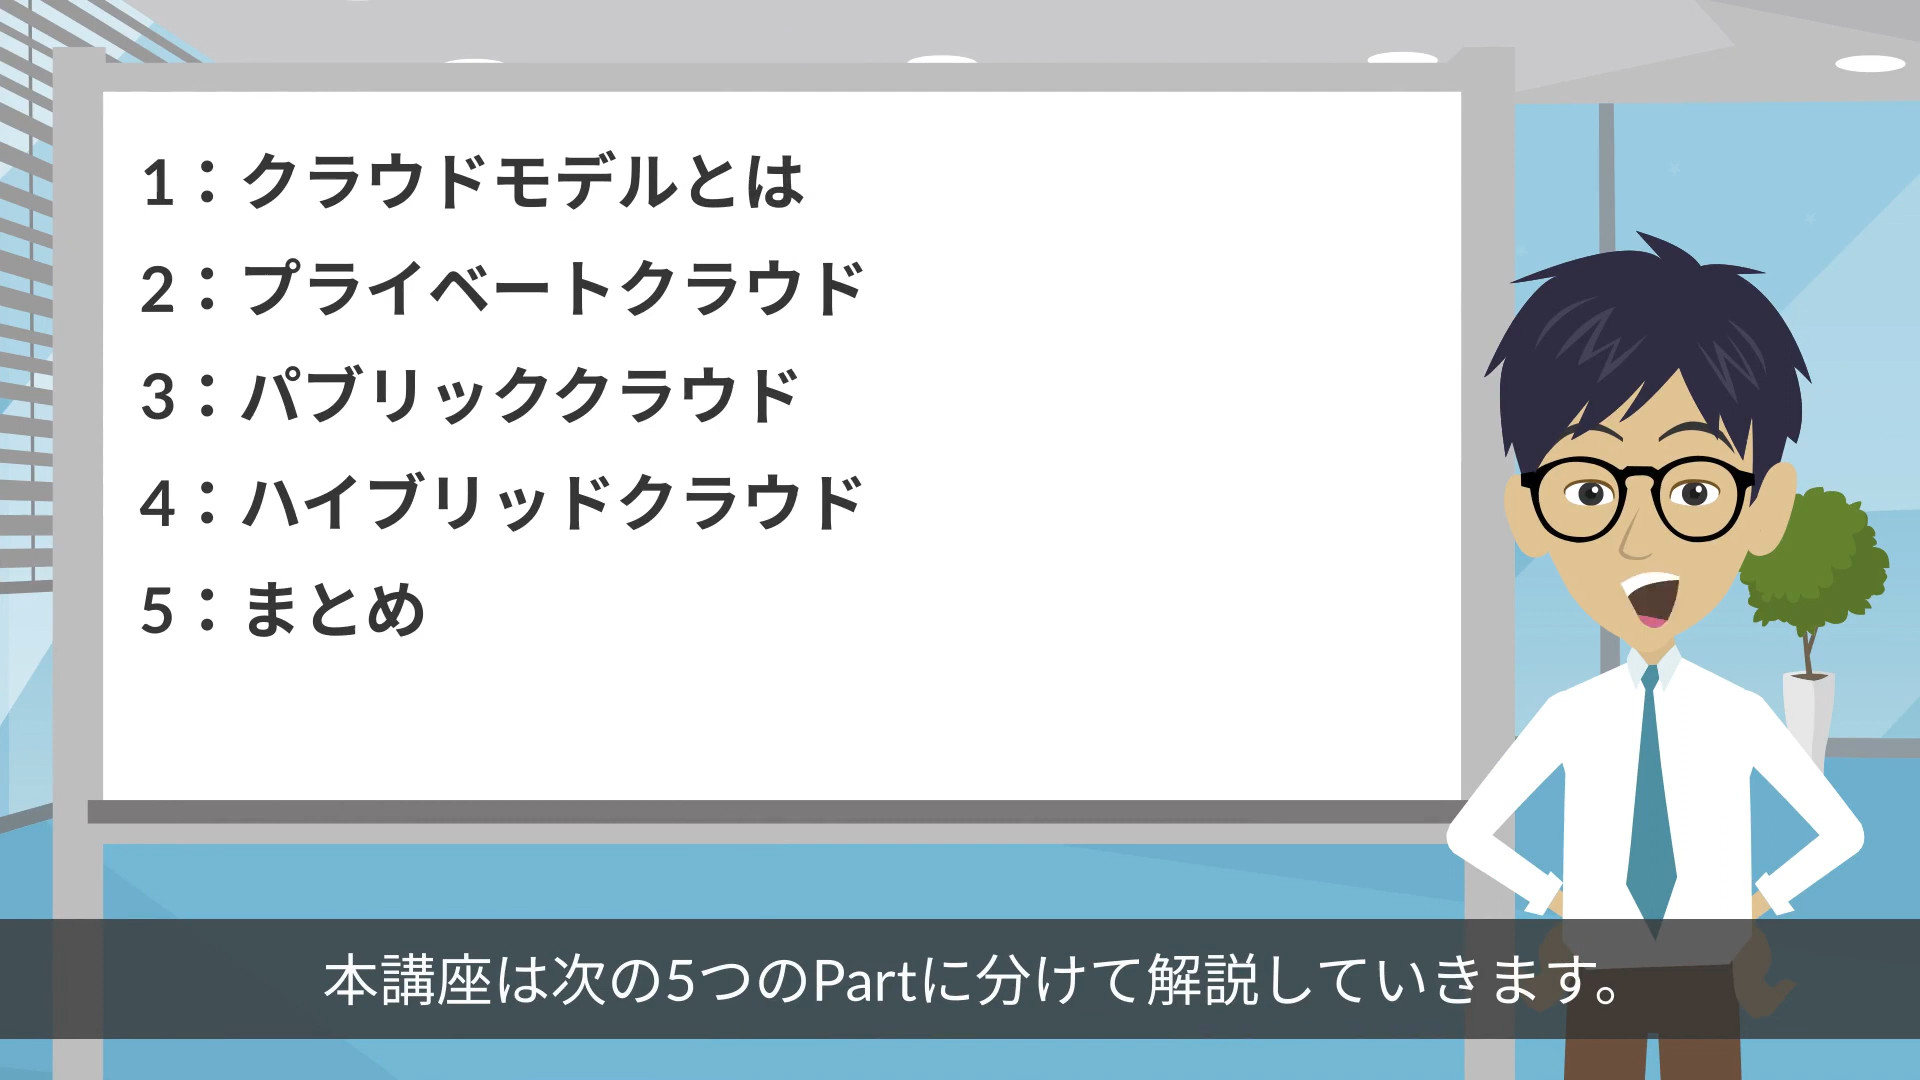 1：クラウドモデルとは
2：プライベートクラウド
3：パブリッククラウド
4：ハイブリッドクラウド
5：まとめ
本講座は次の5つのPartに分けて解説していきます。